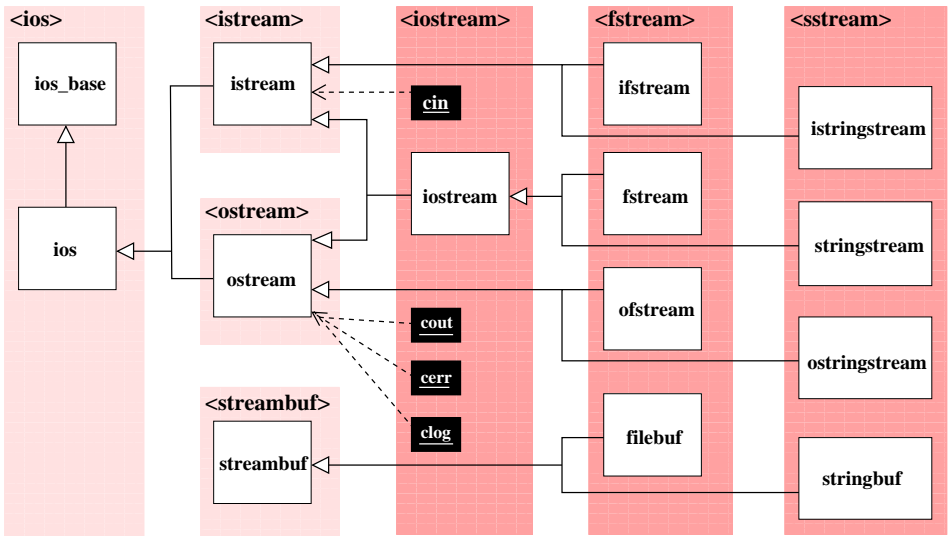 <ios>
ios_base
ios
<istream>
istream
<ostream>
ostream
<streambuf>
streambuf
<iostream>
cin
iostream
cout
cerr
clog
<fstream>
ifstream
fstream
ofstream
filebuf
<sstream>
istringstream
stringstream
ostringstream
stringbuf